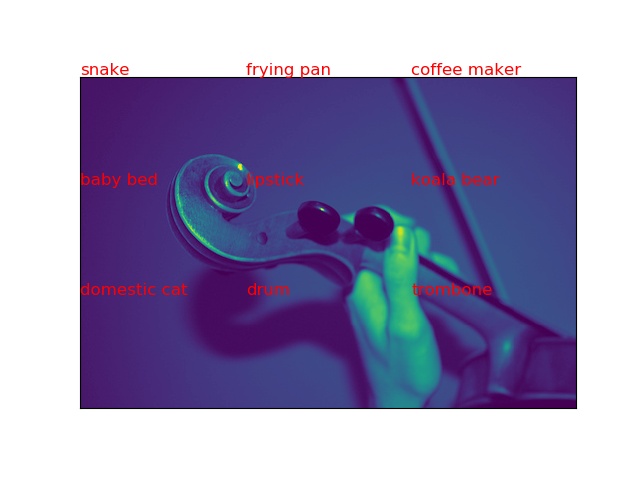 snake frying pan coffee maker
baby bed lipstick koala bear
domestic cat drum trombone